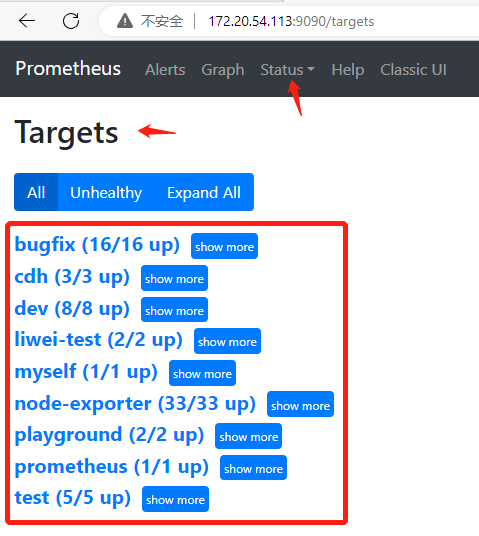 不安全 | 172.20.54.113:9090/targets
Prometheus Alerts Graph Status Help Classic UI
Targets
All Unhealthy Expand All
bugfix (16/16 up) show more
cdh (3/3 up) show more
dev (8/8 up) show more
liwei-test (2/2 up) show more
myself (1/1 up) show more
node-exporter (33/33 up) show more
playground (2/2 up) show more
prometheus (1/1 up) show more
test (5/5 up) show more